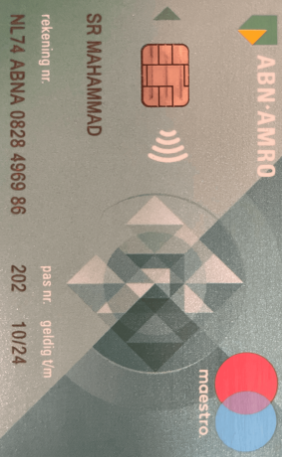 ABN·AMRO
SR MAHAMMAD
rekening nr.
NL74 ABNA 0828 4969 86
pas nr.
202
geldig t/m
10/24
maestro